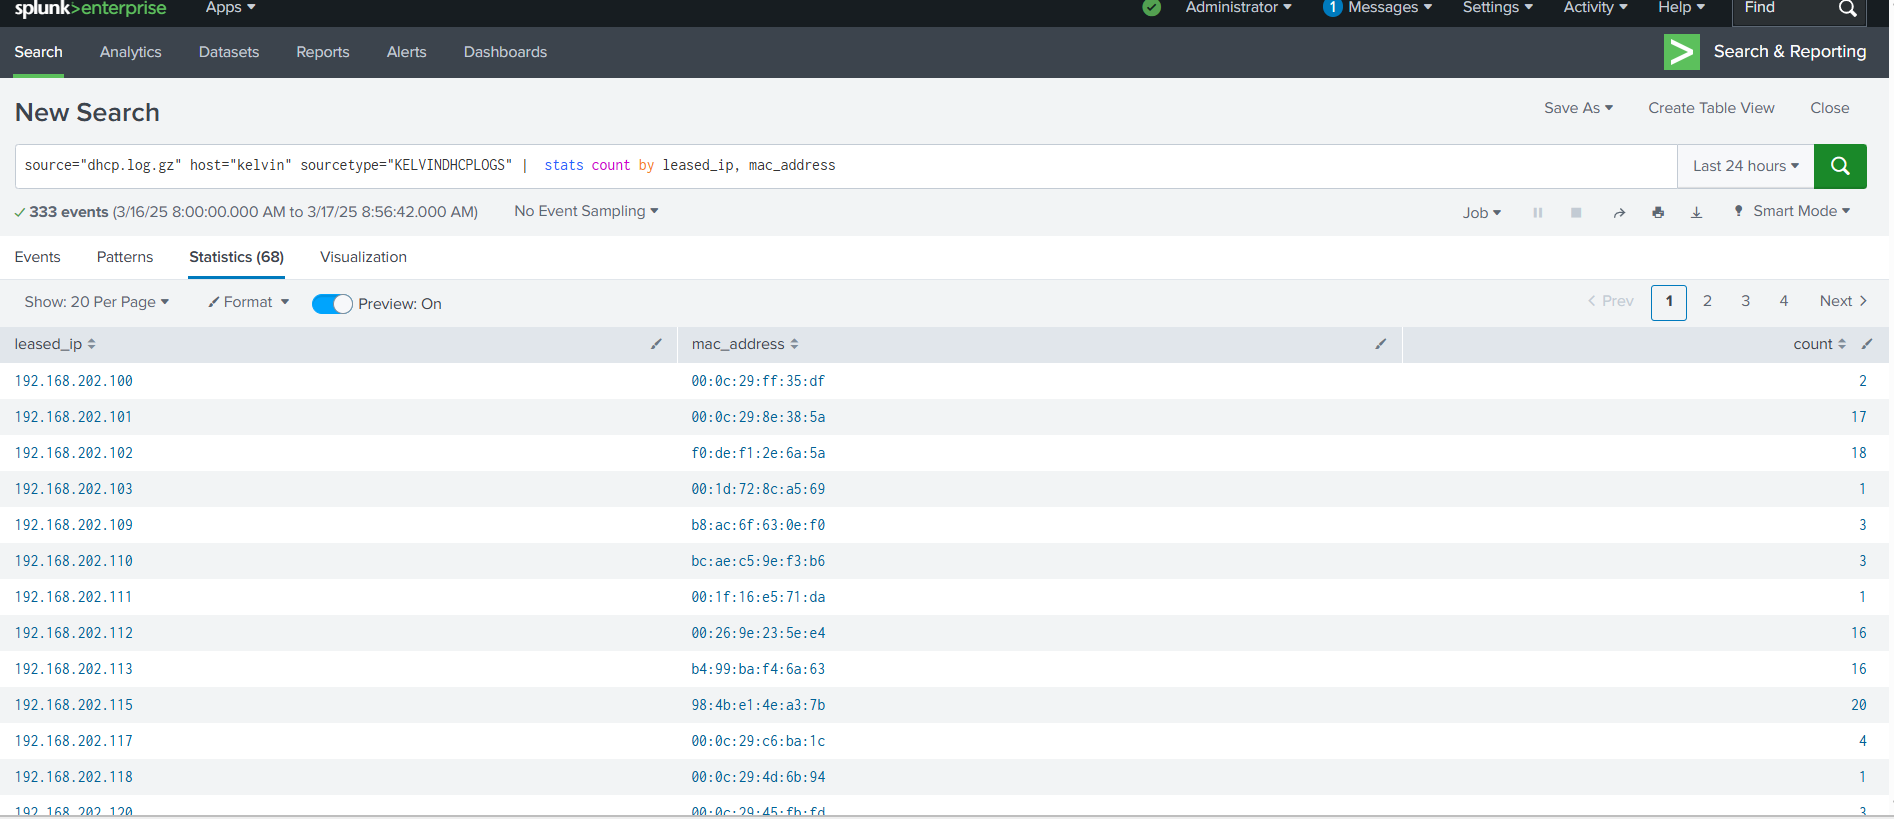 splunk>enterprise Apps Administrator 1 Messages Settings Activity Help Find
Search Analytics Datasets Reports Alerts Dashboards Search & Reporting
New Search Save As Create Table View Close
source="dhcp.log.gz" host="kelvin" sourcetype="KELVINDHCPLOGS" | stats count by leased_ip, mac_address Last 24 hours
333 events (3/16/25 8:00:00.000 AM to 3/17/25 8:56:42.000 AM) No Event Sampling Job Smart Mode
Events Patterns Statistics (68) Visualization
Show: 20 Per Page Format Preview: On < Prev 1 2 3 4 Next >
leased_ip mac_address count
192.168.202.100 00:0c:29:ff:35:df 2
192.168.202.101 00:0c:29:8e:38:5a 17
192.168.202.102 f0:de:f1:2e:6a:5a 18
192.168.202.103 00:1d:72:8c:a5:69 1
192.168.202.109 b8:ac:6f:63:0e:f0 3
192.168.202.110 bc:ae:c5:9e:f3:b6 3
192.168.202.111 00:1f:16:e5:71:da 1
192.168.202.112 00:26:9e:23:5e:e4 16
192.168.202.113 b4:99:ba:f4:6a:63 16
192.168.202.115 98:4b:e1:4e:a3:7b 20
192.168.202.117 00:0c:29:c6:ba:1c 4
192.168.202.118 00:0c:29:4d:6b:94 1
192.168.202.120 00:0c:29:45:fb:fd 3